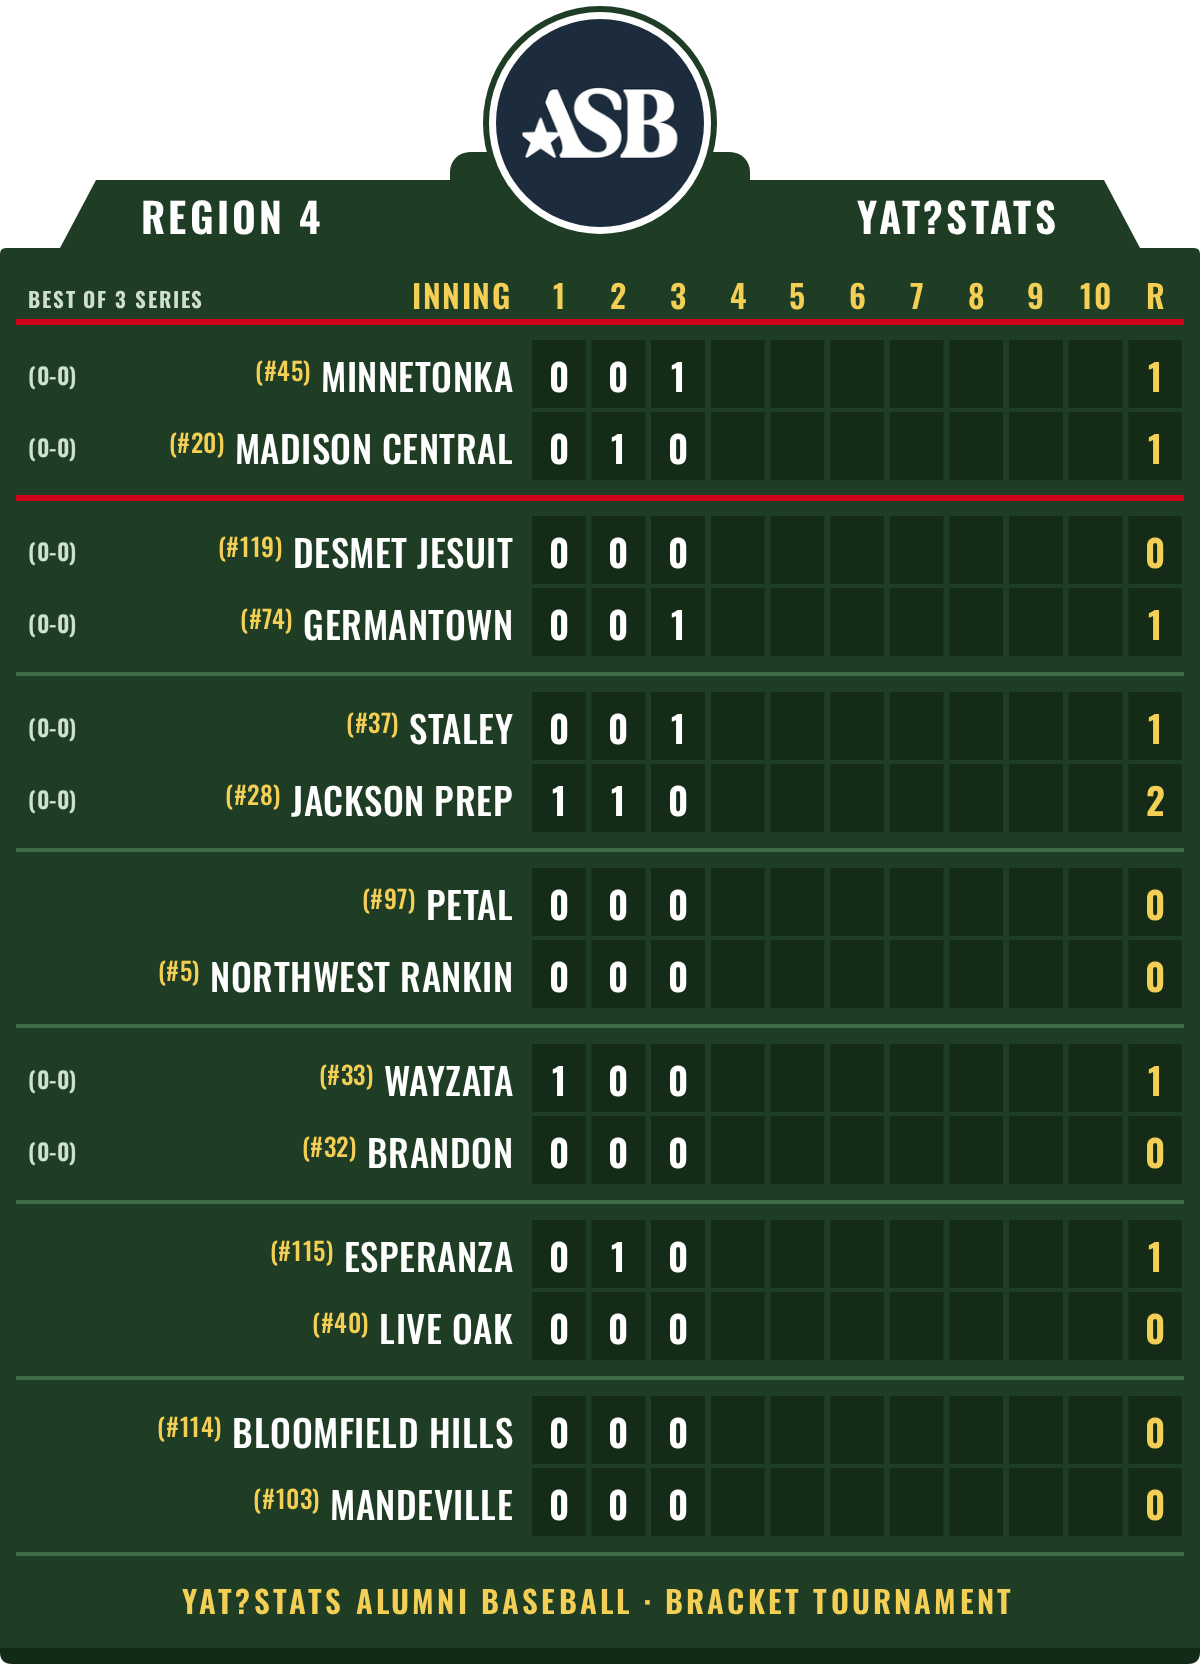 ASB
REGION 4 YAT?STATS
BEST OF 3 SERIES INNING 1 2 3 4 5 6 7 8 9 10 R
(0-0) (#45) MINNETONKA 0 0 1 1
(0-0) (#20) MADISON CENTRAL 0 1 0 1
(0-0) (#119) DESMET JESUIT 0 0 0 0
(0-0) (#74) GERMANTOWN 0 0 1 1
(0-0) (#37) STALEY 0 0 1 1
(0-0) (#28) JACKSON PREP 1 1 0 2
(#97) PETAL 0 0 0 0
(#5) NORTHWEST RANKIN 0 0 0 0
(0-0) (#33) WAYZATA 1 0 0 1
(0-0) (#32) BRANDON 0 0 0 0
(#115) ESPERANZA 0 1 0 1
(#40) LIVE OAK 0 0 0 0
(#114) BLOOMFIELD HILLS 0 0 0 0
(#103) MANDEVILLE 0 0 0 0
YAT?STATS ALUMNI BASEBALL · BRACKET TOURNAMENT